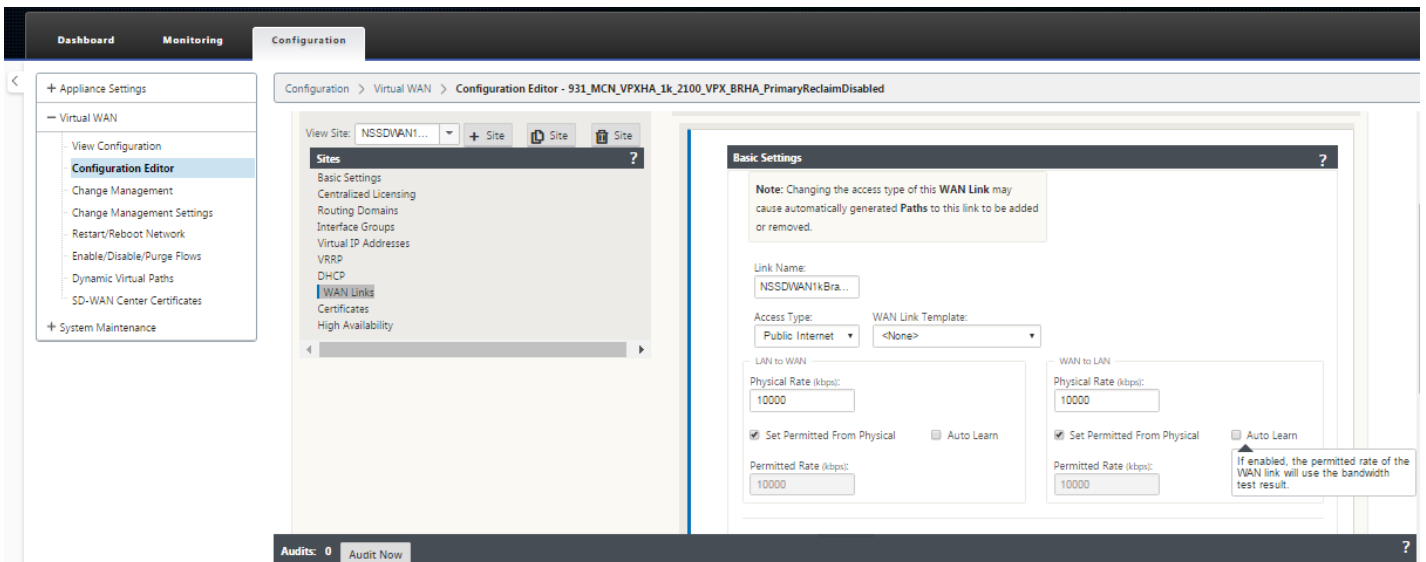 Dashboard Monitoring Configuration
+ Appliance Settings
− Virtual WAN
View Configuration
Configuration Editor
Change Management
Change Management Settings
Restart/Reboot Network
Enable/Disable/Purge Flows
Dynamic Virtual Paths
SD-WAN Center Certificates
+ System Maintenance
Configuration > Virtual WAN > Configuration Editor - 931_MCN_VPXHA_1k_2100_VPX_BRHA_PrimaryReclaimDisabled
View Site: NSSDWAN1... + Site Site Site
Sites ?
Basic Settings
Centralized Licensing
Routing Domains
Interface Groups
Virtual IP Addresses
VRRP
DHCP
WAN Links
Certificates
High Availability
Basic Settings ?
Note: Changing the access type of this WAN Link may
cause automatically generated Paths to this link to be added
or removed.
Link Name:
NSSDWAN1kBra...
Access Type: WAN Link Template:
Public Internet <None>
LAN to WAN WAN to LAN
Physical Rate (kbps): Physical Rate (kbps):
10000 10000
Set Permitted From Physical Auto Learn Set Permitted From Physical Auto Learn
Permitted Rate (kbps): Permitted Rate (kbps):
10000 10000
If enabled, the permitted rate of the
WAN link will use the bandwidth
test result.
Audits: 0 Audit Now ?